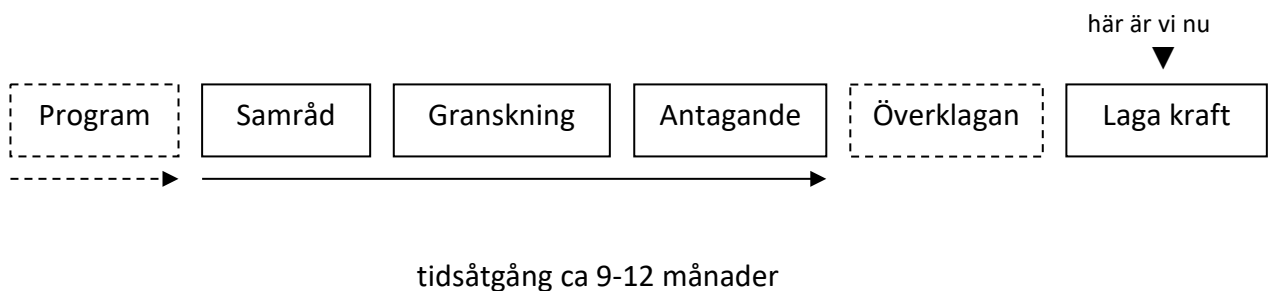 här är vi nu
Program Samråd Granskning Antagande Överklagan Laga kraft
tidsåtgång ca 9-12 månader